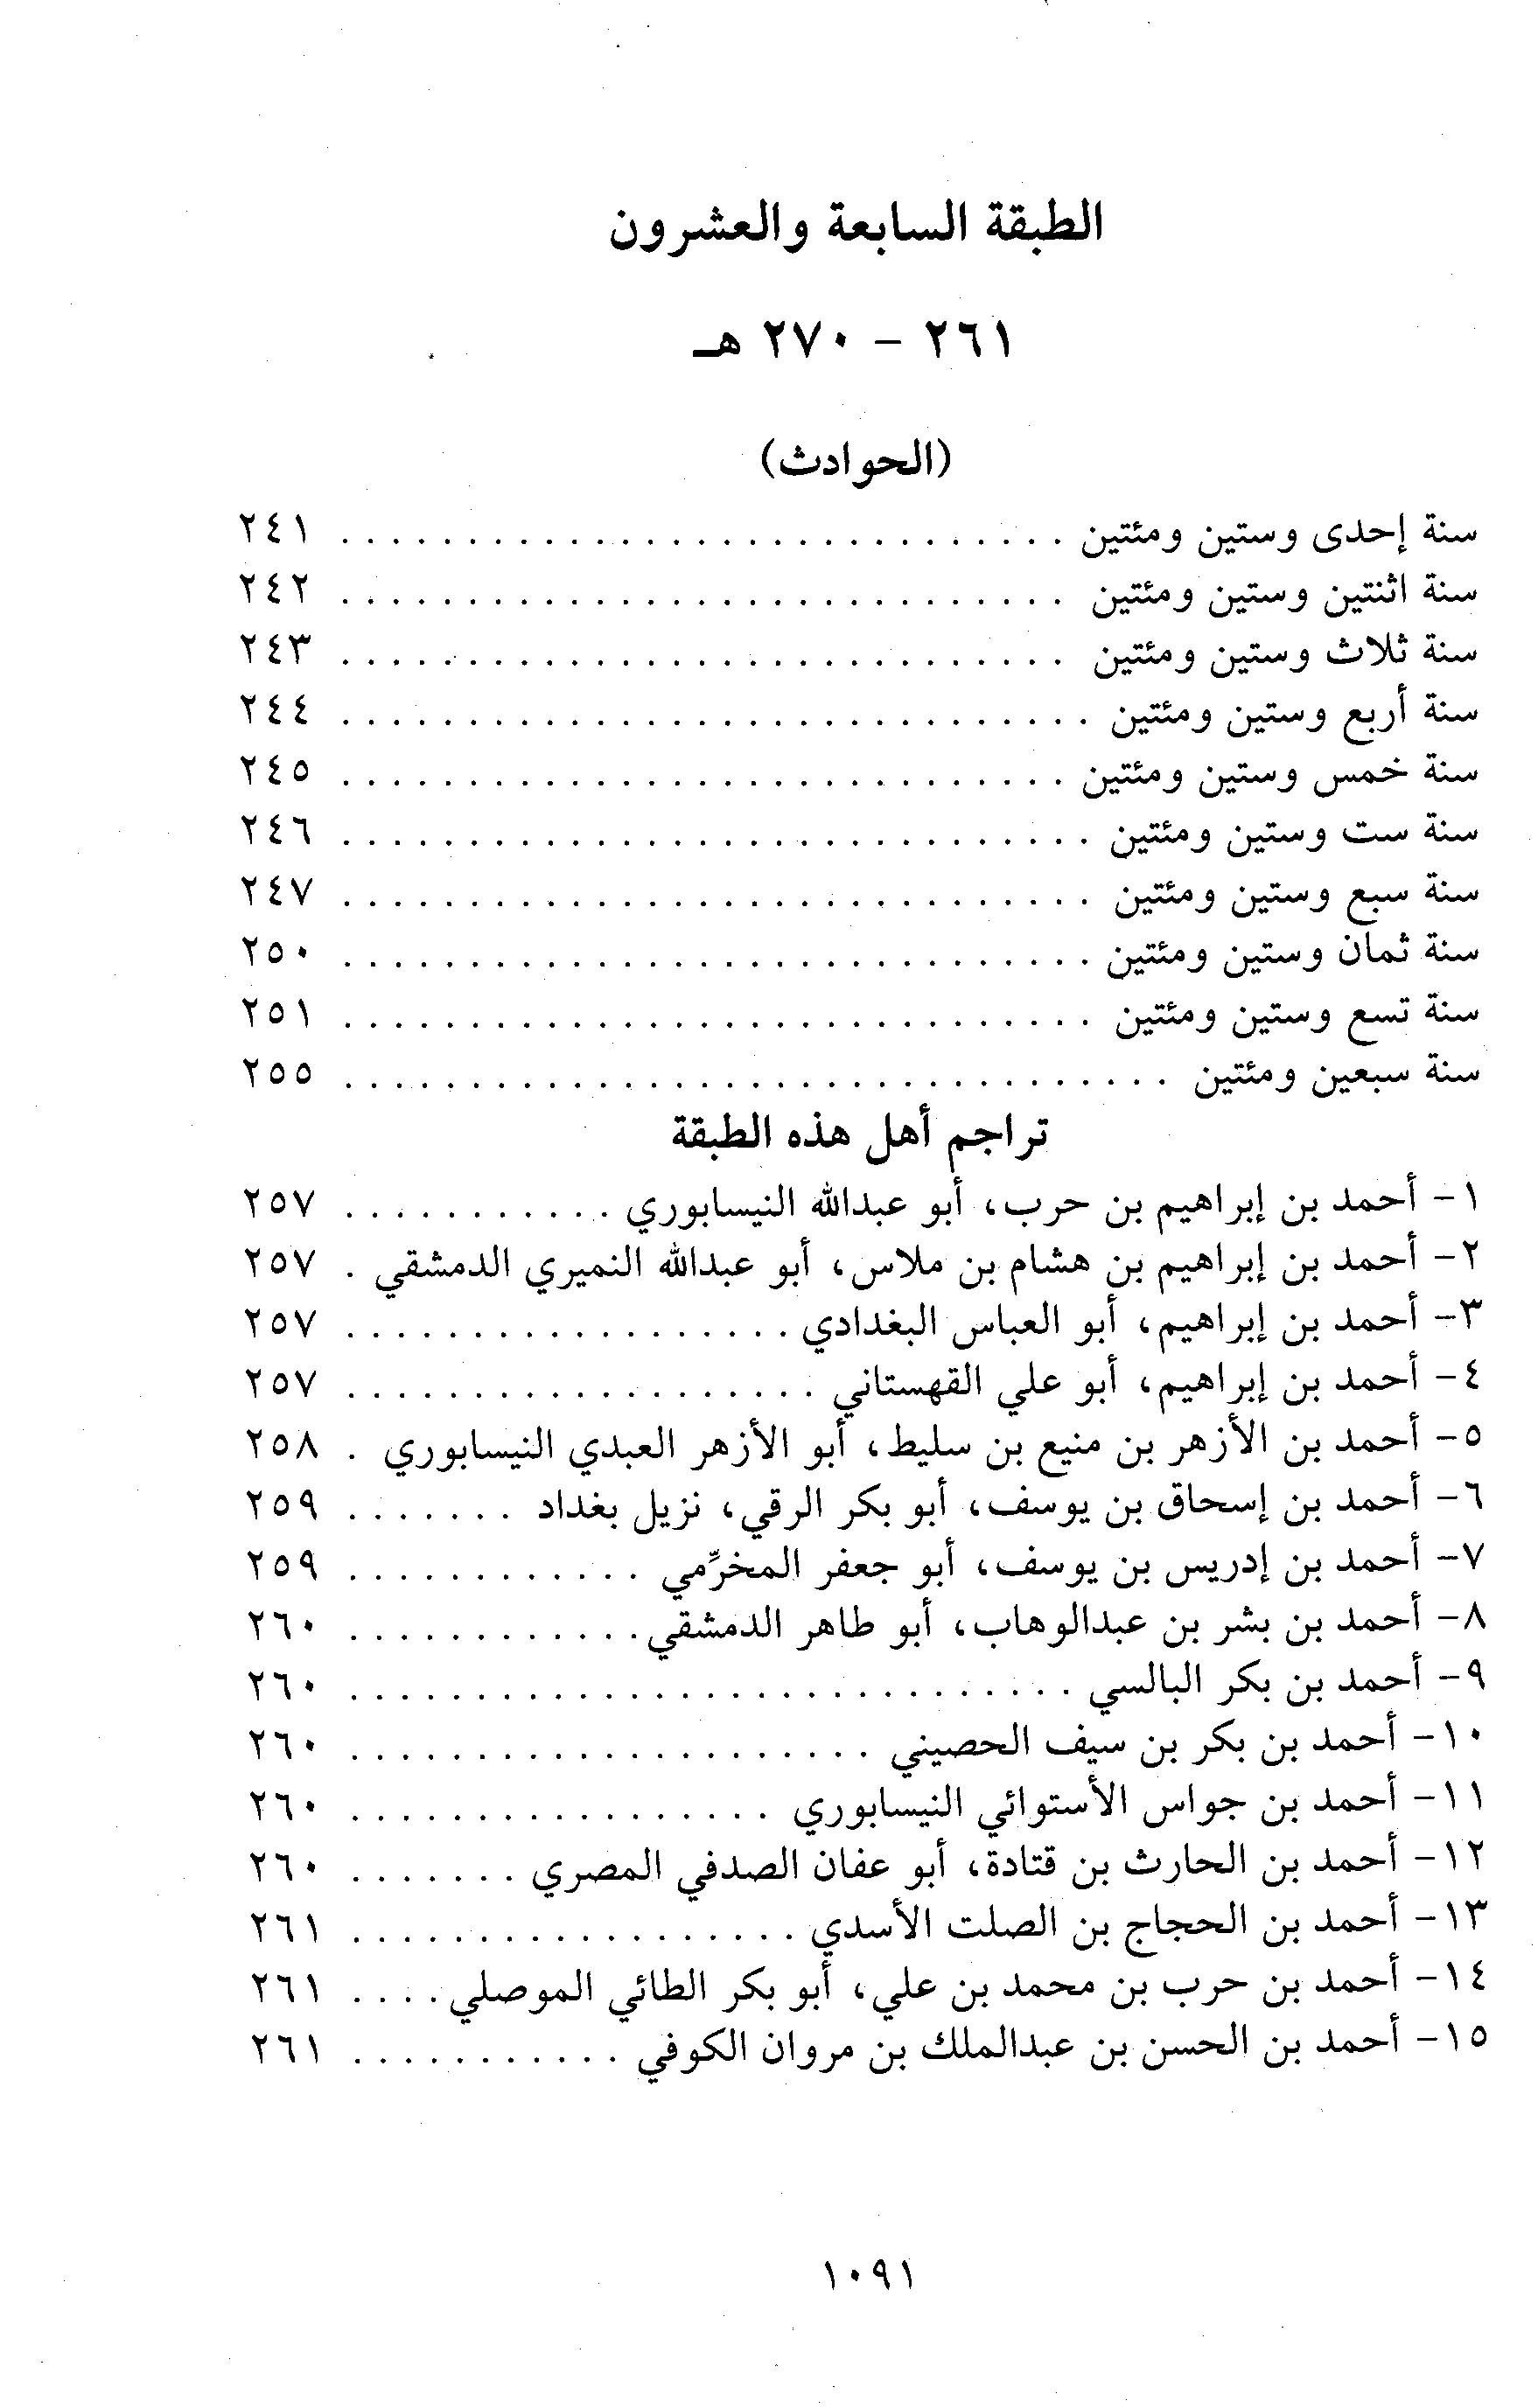 الطبقة السابعة والعشرون
٢٦١ - ٢٧٠ هـ
(الحوادث)
سنة إحدى وستين ومئتين . . . . . . . . . . . . . . . . . . . . . . . . . . . . . ٢٤١
سنة اثنتين وستين ومئتين . . . . . . . . . . . . . . . . . . . . . . . . . . . . . ٢٤٢
سنة ثلاث وستين ومئتين . . . . . . . . . . . . . . . . . . . . . . . . . . . . . ٢٤٣
سنة أربع وستين ومئتين . . . . . . . . . . . . . . . . . . . . . . . . . . . . . . ٢٤٤
سنة خمس وستين ومئتين . . . . . . . . . . . . . . . . . . . . . . . . . . . . . ٢٤٥
سنة ست وستين ومئتين . . . . . . . . . . . . . . . . . . . . . . . . . . . . . . ٢٤٦
سنة سبع وستين ومئتين . . . . . . . . . . . . . . . . . . . . . . . . . . . . . . ٢٤٧
سنة ثمان وستين ومئتين . . . . . . . . . . . . . . . . . . . . . . . . . . . . . . ٢٥٠
سنة تسع وستين ومئتين . . . . . . . . . . . . . . . . . . . . . . . . . . . . . . ٢٥١
سنة سبعين ومئتين . . . . . . . . . . . . . . . . . . . . . . . . . . . . . . . . . ٢٥٥
تراجم أهل هذه الطبقة
١- أحمد بن إبراهيم بن حرب، أبو عبدالله النيسابوري . . . . . . . . . . . ٢٥٧
٢- أحمد بن إبراهيم بن هشام بن ملاس، أبو عبدالله النميري الدمشقي . ٢٥٧
٣- أحمد بن إبراهيم، أبو العباس البغدادي . . . . . . . . . . . . . . . . . . ٢٥٧
٤- أحمد بن إبراهيم، أبو علي القهستاني . . . . . . . . . . . . . . . . . . . ٢٥٧
٥- أحمد بن الأزهر بن منيع بن سليط، أبو الأزهر العبدي النيسابوري . ٢٥٨
٦- أحمد بن إسحاق بن يوسف، أبو بكر الرقي، نزيل بغداد . . . . . . . ٢٥٩
٧- أحمد بن إدريس بن يوسف، أبو جعفر المخرِّمي . . . . . . . . . . . . ٢٥٩
٨- أحمد بن بشر بن عبدالوهاب، أبو طاهر الدمشقي . . . . . . . . . . . . ٢٦٠
٩- أحمد بن بكر البالسي . . . . . . . . . . . . . . . . . . . . . . . . . . . . . ٢٦٠
١٠- أحمد بن بكر بن سيف الحصيني . . . . . . . . . . . . . . . . . . . . . ٢٦٠
١١- أحمد بن جواس الأستوائي النيسابوري . . . . . . . . . . . . . . . . . ٢٦٠
١٢- أحمد بن الحارث بن قتادة، أبو عفان الصدفي المصري . . . . . . . ٢٦٠
١٣- أحمد بن الحجاج بن الصلت الأسدي . . . . . . . . . . . . . . . . . . ٢٦١
١٤- أحمد بن حرب بن محمد بن علي، أبو بكر الطائي الموصلي . . . . ٢٦١
١٥- أحمد بن الحسن بن عبدالملك بن مروان الكوفي . . . . . . . . . . . ٢٦١
١٠٩١